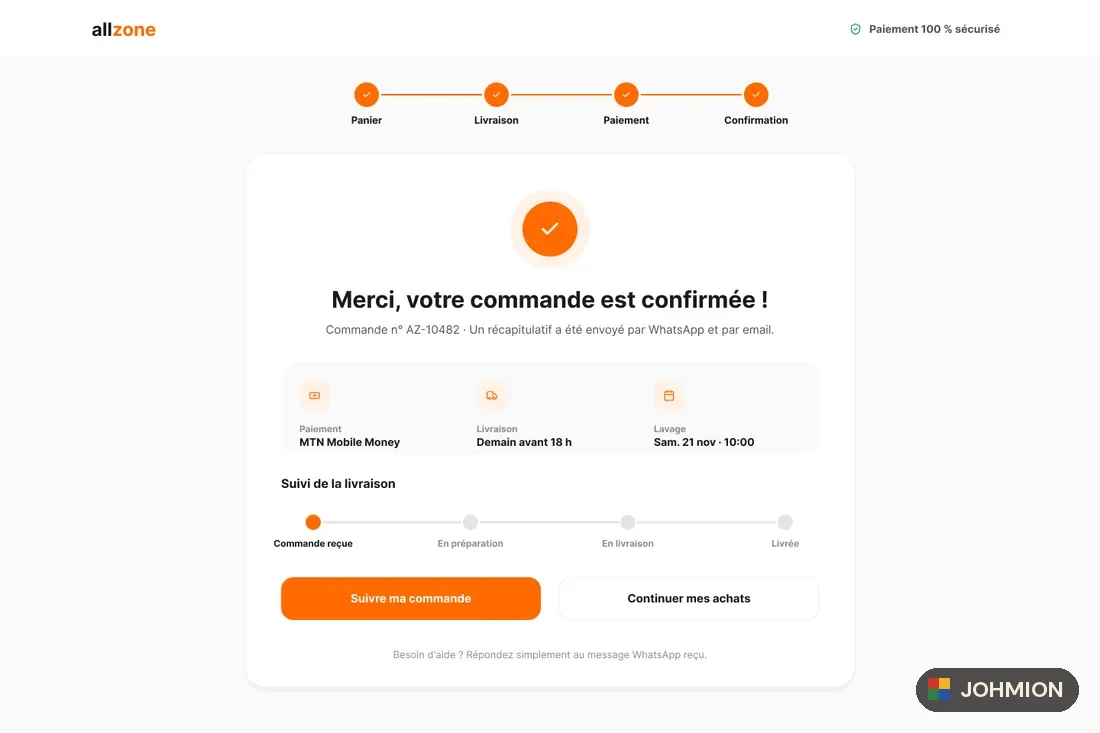 allzone
Paiement 100 % sécurisé
Panier
Livraison
Paiement
Confirmation
Merci, votre commande est confirmée !
Commande n° AZ-10482 · Un récapitulatif a été envoyé par WhatsApp et par email.
Paiement
MTN Mobile Money
Livraison
Demain avant 18 h
Lavage
Sam. 21 nov · 10:00
Suivi de la livraison
Commande reçue
En préparation
En livraison
Livrée
Suivre ma commande
Continuer mes achats
Besoin d'aide ? Répondez simplement au message WhatsApp reçu.
JOHMION